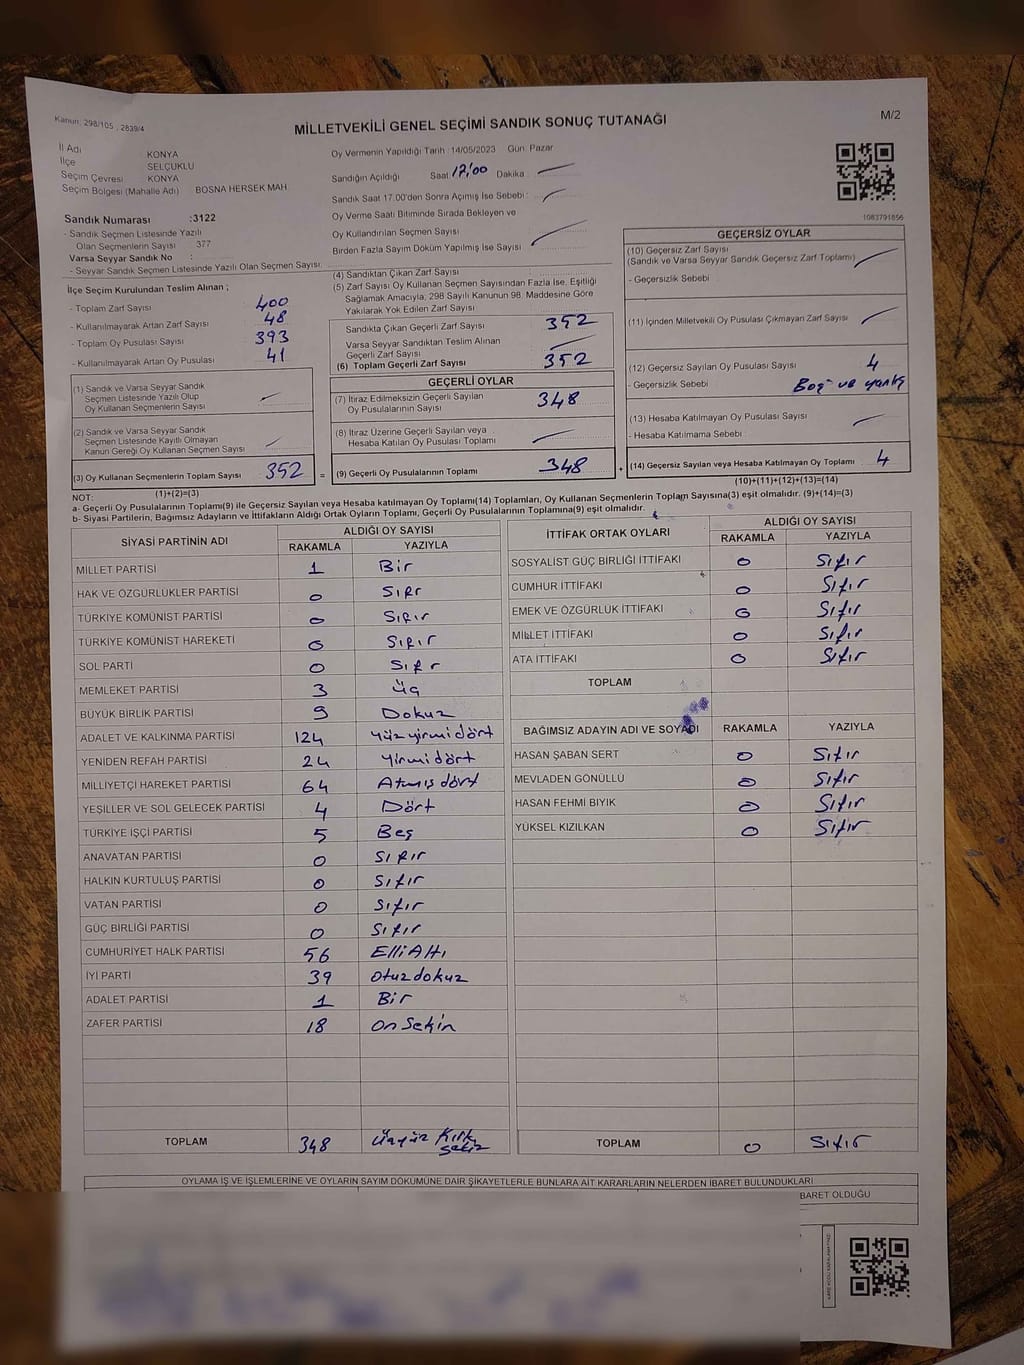 Kanun: 298/105 , 2839/4
MİLLETVEKİLİ GENEL SEÇİMİ SANDIK SONUÇ TUTANAĞI
M/2
İl Adı KONYA
İlçe SELÇUKLU
Seçim Çevresi KONYA
Seçim Bölgesi (Mahalle Adı) BOSNA HERSEK MAH
Sandık Numarası :3122
- Sandık Seçmen Listesinde Yazılı
Olan Seçmenlerin Sayısı 377
Varsa Seyyar Sandık No :
- Seyyar Sandık Seçmen Listesinde Yazılı Olan Seçmen Sayısı:
Oy Vermenin Yapıldığı Tarih :14/05/2023 Gün: Pazar
Sandığın Açıldığı Saat Dakika :
Sandık Saat 17.00'den Sonra Açımış İse Sebebi :
Oy Verme Saati Bitiminde Sırada Bekleyen ve
Oy Kullandırılan Seçmen Sayısı
Birden Fazla Sayım Döküm Yapılmış İse Sayısı
1083791856
İlçe Seçim Kurulundan Teslim Alınan ;
- Toplam Zarf Sayısı 400
- Kullanılmayarak Artan Zarf Sayısı 48
- Toplam Oy Pusulası Sayısı 393
- Kullanılmayarak Artan Oy Pusulası 41
(4) Sandıktan Çıkan Zarf Sayısı
(5) Zarf Sayısı Oy Kullanan Seçmen Sayısından Fazla İse, Eşitliği
Sağlamak Amacıyla, 298 Sayılı Kanunun 98. Maddesine Göre
Yakılarak Yok Edilen Zarf Sayısı
Sandıkta Çıkan Geçerli Zarf Sayısı 352
Varsa Seyyar Sandıktan Teslim Alınan
Geçerli Zarf Sayısı
(6) Toplam Geçerli Zarf Sayısı 352
GEÇERSİZ OYLAR
(10) Geçersiz Zarf Sayısı
(Sandık ve Varsa Seyyar Sandık Geçersiz Zarf Toplamı)
- Geçersizlik Sebebi
(11) İçinden Milletvekili Oy Pusulası Çıkmayan Zarf Sayısı
(12) Geçersiz Sayılan Oy Pusulası Sayısı 4
- Geçersizlik Sebebi Boş ve yanlış
(13) Hesaba Katılmayan Oy Pusulası Sayısı
- Hesaba Katılmama Sebebi
(14) Geçersiz Sayılan veya Hesaba Katılmayan Oy Toplamı 4
(10)+(11)+(12)+(13)=(14)
(1) Sandık ve Varsa Seyyar Sandık
Seçmen Listesinde Yazılı Olup
Oy Kullanan Seçmenlerin Sayısı
(2) Sandık ve Varsa Seyyar Sandık
Seçmen Listesinde Kayıtlı Olmayan
Kanun Gereği Oy Kullanan Seçmen Sayısı
(3) Oy Kullanan Seçmenlerin Toplam Sayısı 352 =
(1)+(2)=(3)
GEÇERLİ OYLAR
(7) İtiraz Edilmeksizin Geçerli Sayılan
Oy Pusulalarının Sayısı 348
(8) İtiraz Üzerine Geçerli Sayılan veya
Hesaba Katılan Oy Pusulası Toplamı
(9) Geçerli Oy Pusulalarının Toplamı 348 +
NOT:
a- Geçerli Oy Pusulalarının Toplamı(9) ile Geçersiz Sayılan veya Hesaba katılmayan Oy Toplamı(14) Toplamları, Oy Kullanan Seçmenlerin Toplam Sayısına(3) eşit olmalıdır. (9)+(14)=(3)
b- Siyasi Partilerin, Bağımsız Adayların ve İttifakların Aldığı Ortak Oyların Toplamı, Geçerli Oy Pusulalarının Toplamına(9) eşit olmalıdır.
SİYASİ PARTİNİN ADI ALDIĞI OY SAYISI
RAKAMLA YAZIYLA
MİLLET PARTİSİ 1 Bir
HAK VE ÖZGÜRLÜKLER PARTİSİ 0 Sıfır
TÜRKİYE KOMÜNİST PARTİSİ 0 Sıfır
TÜRKİYE KOMÜNİST HAREKETİ 0 Sıfır
SOL PARTİ 0 Sıfır
MEMLEKET PARTİSİ 3 Üç
BÜYÜK BİRLİK PARTİSİ 9 Dokuz
ADALET VE KALKINMA PARTİSİ 124 Yüzyirmidört
YENİDEN REFAH PARTİSİ 24 Yirmidört
MİLLİYETÇİ HAREKET PARTİSİ 64 Atmış dört
YEŞİLLER VE SOL GELECEK PARTİSİ 4 Dört
TÜRKİYE İŞÇİ PARTİSİ 5 Beş
ANAVATAN PARTİSİ 0 Sıfır
HALKIN KURTULUŞ PARTİSİ 0 Sıfır
VATAN PARTİSİ 0 Sıfır
GÜÇ BİRLİĞİ PARTİSİ 0 Sıfır
CUMHURİYET HALK PARTİSİ 56 Elli Altı
İYİ PARTİ 39 Otuzdokuz
ADALET PARTİSİ 1 Bir
ZAFER PARTİSİ 18 on Sekin
TOPLAM 348 Üçyüz Kırk
Sekiz
İTTİFAK ORTAK OYLARI ALDIĞI OY SAYISI
RAKAMLA YAZIYLA
SOSYALİST GÜÇ BİRLİĞİ İTTİFAKI 0 Sıfır
CUMHUR İTTİFAKI 0 Sıfır
EMEK VE ÖZGÜRLÜK İTTİFAKI 0 Sıfır
MİLLET İTTİFAKI 0 Sıfır
ATA İTTİFAKI 0 Sıfır
TOPLAM
BAĞIMSIZ ADAYIN ADI VE SOYADI RAKAMLA YAZIYLA
HASAN ŞABAN SERT 0 Sıfır
MEVLADEN GÖNÜLLÜ 0 Sıfır
HASAN FEHMİ BIYIK 0 Sıfır
YÜKSEL KIZILKAN 0 Sıfır
TOPLAM 0 Sıfır
OYLAMA İŞ VE İŞLEMLERİNE VE OYLARIN SAYIM DÖKÜMÜNE DAİR ŞİKAYETLERLE BUNLARA AİT KARARLARIN NELERDEN İBARET BULUNDUKLARI
BARET OLDUĞU